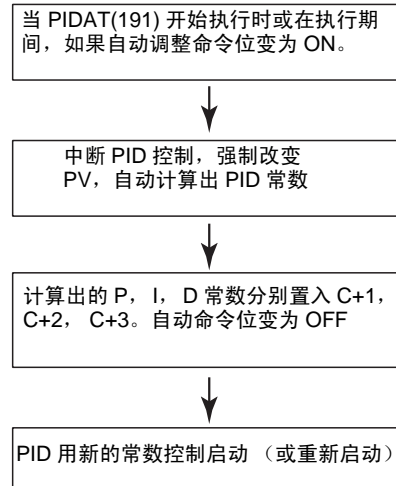 当 PIDAT(191) 开始执行时或在执行期
间，如果自动调整命令位变为 ON。
中断 PID 控制，强制改变
PV，自动计算出 PID 常数
计算出的 P， I， D 常数分别置入 C+1，
C+2， C+3。自动命令位变为 OFF
PID 用新的常数控制启动 （或重新启动）